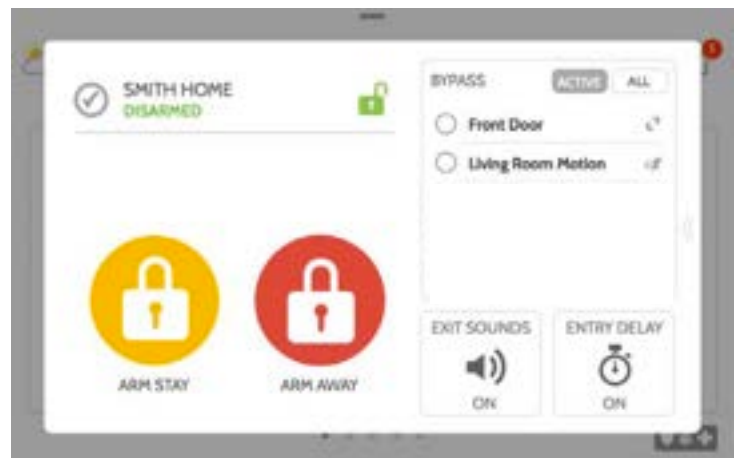 SMITH HOME
DISARMED
BYPASS
ACTIVE
ALL
Front Door
Living Room Motion
ARM STAY
ARM AWAY
EXIT SOUNDS
ON
ENTRY DELAY
ON